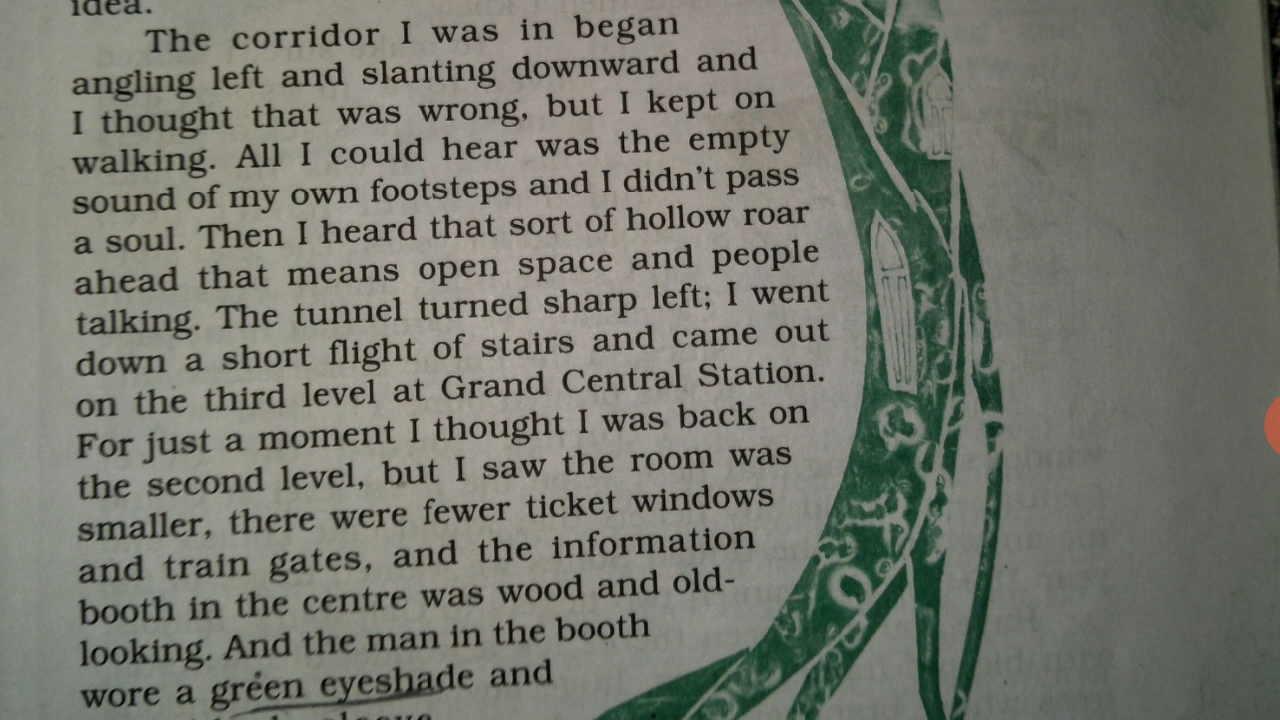 idea.
The corridor I was in began
angling left and slanting downward and
I thought that was wrong, but I kept on
walking. All I could hear was the empty
sound of my own footsteps and I didn't pass
a soul. Then I heard that sort of hollow roar
ahead that means open space and people
talking. The tunnel turned sharp left; I went
down a short flight of stairs and came out
on the third level at Grand Central Station.
For just a moment I thought I was back on
the second level, but I saw the room was
smaller, there were fewer ticket windows
and train gates, and the information
booth in the centre was wood and old-
looking. And the man in the booth
wore a green eyeshade and